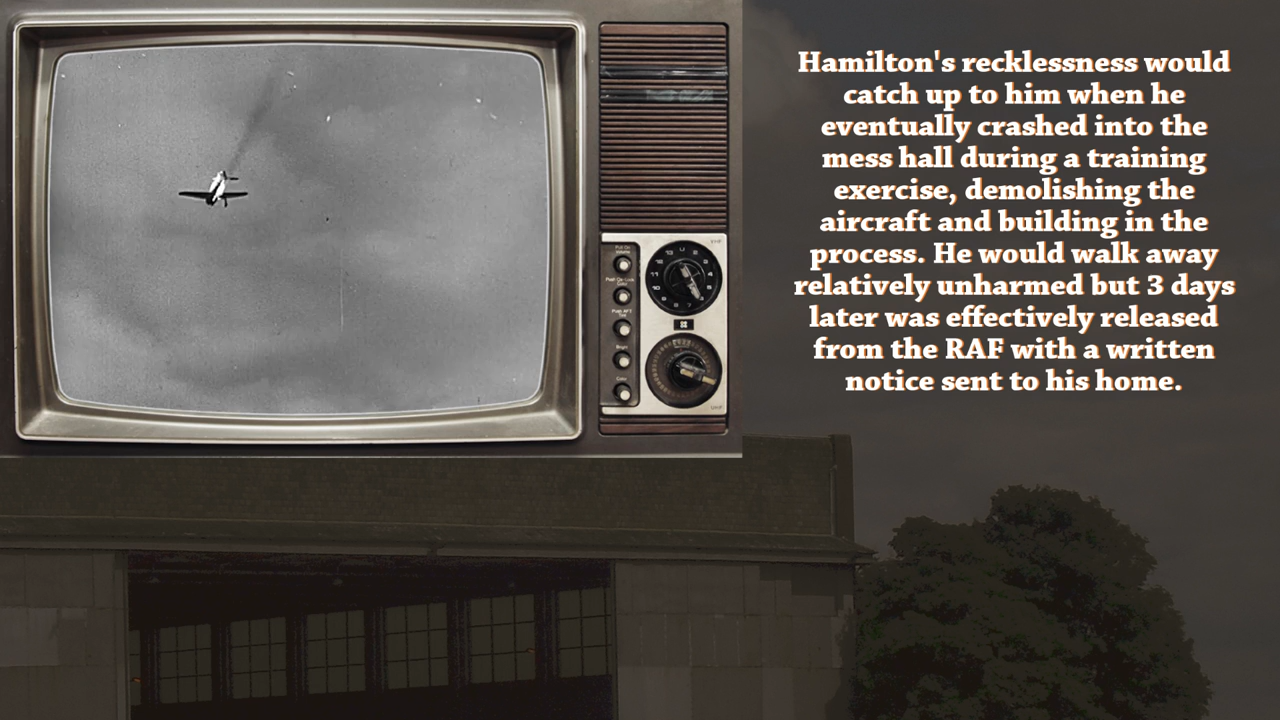 Hamilton's recklessness would
catch up to him when he
eventually crashed into the
mess hall during a training
exercise, demolishing the
aircraft and building in the
process. He would walk away
relatively unharmed but 3 days
later was effectively released
from the RAF with a written
notice sent to his home.